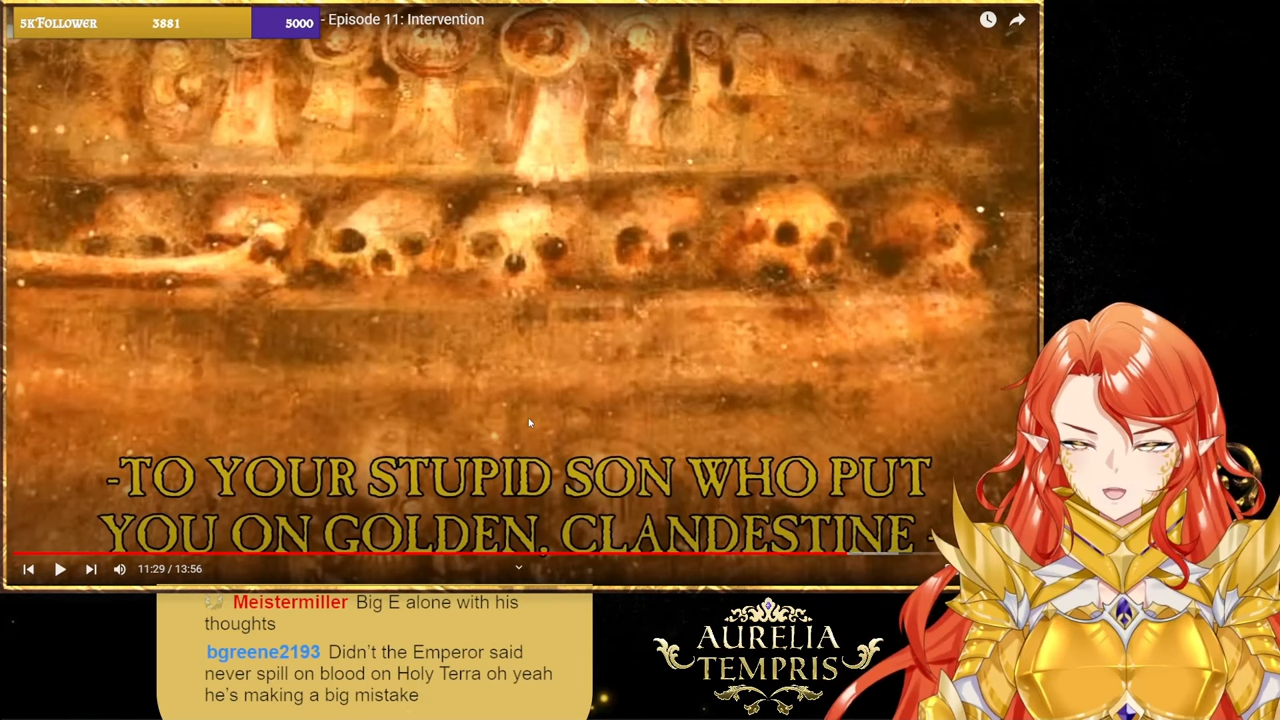 5K Follower 3881 5000
- Episode 11: Intervention
-TO YOUR STUPID SON WHO PUT
YOU ON GOLDEN, CLANDESTINE -
11:29 / 13:56
Meistermiller Big E alone with his
thoughts
bgreene2193 Didn’t the Emperor said
never spill on blood on Holy Terra oh yeah
he’s making a big mistake
AURELIA
TEMPRIS